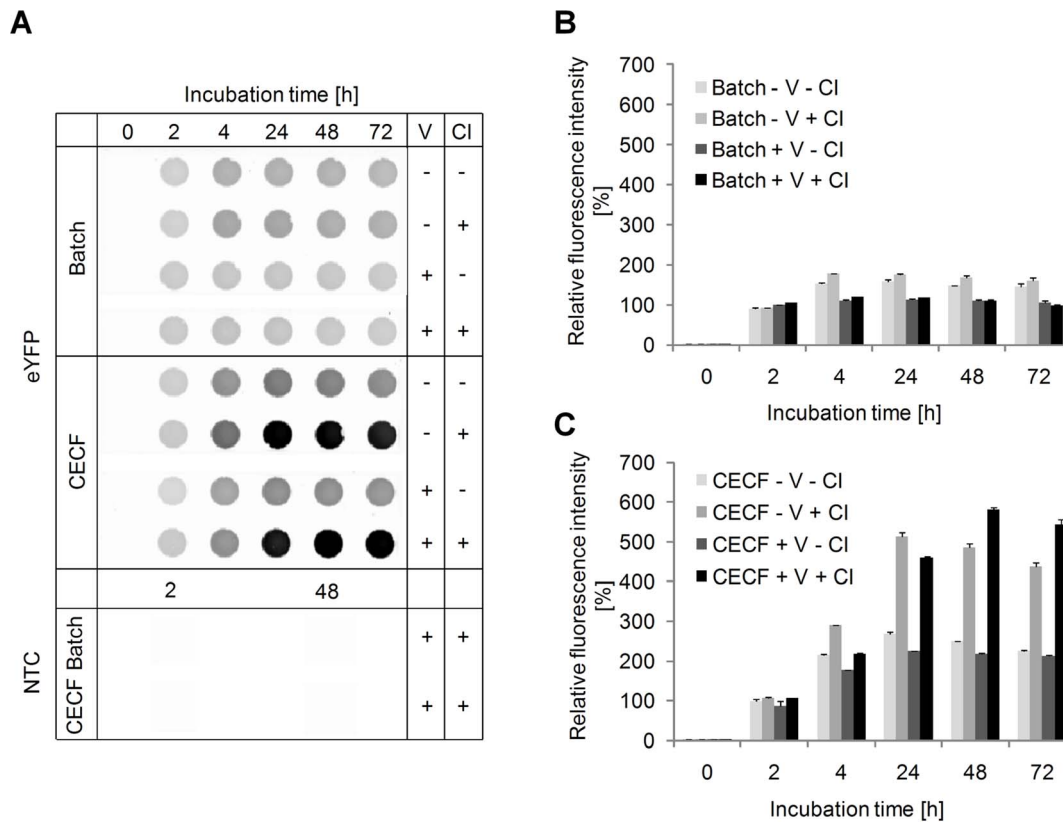 A
Incubation time [h]
0 2 4 24 48 72 V CI
eYFP
Batch
- -
- +
+ -
+ +
CECF
- -
- +
+ -
+ +
2 48
NTC
CECF Batch
+ +
+ +
B
Relative fluorescence intensity
[%]
700
600
500
400
300
200
100
0
Batch - V - CI
Batch - V + CI
Batch + V - CI
Batch + V + CI
0 2 4 24 48 72
Incubation time [h]
C
Relative fluorescence intensity
[%]
700
600
500
400
300
200
100
0
CECF - V - CI
CECF - V + CI
CECF + V - CI
CECF + V + CI
0 2 4 24 48 72
Incubation time [h]